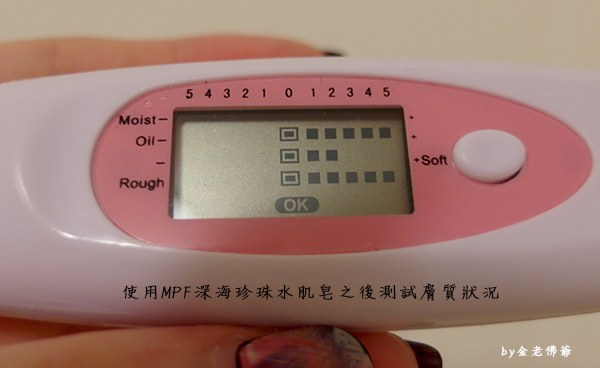 5 4 3 2 1 0 1 2 3 4 5
Moist− +
Oil− +
− +Soft
Rough
OK
使用MPF深海珍珠水肌皂之後測試膚質狀況
by金老佛爺